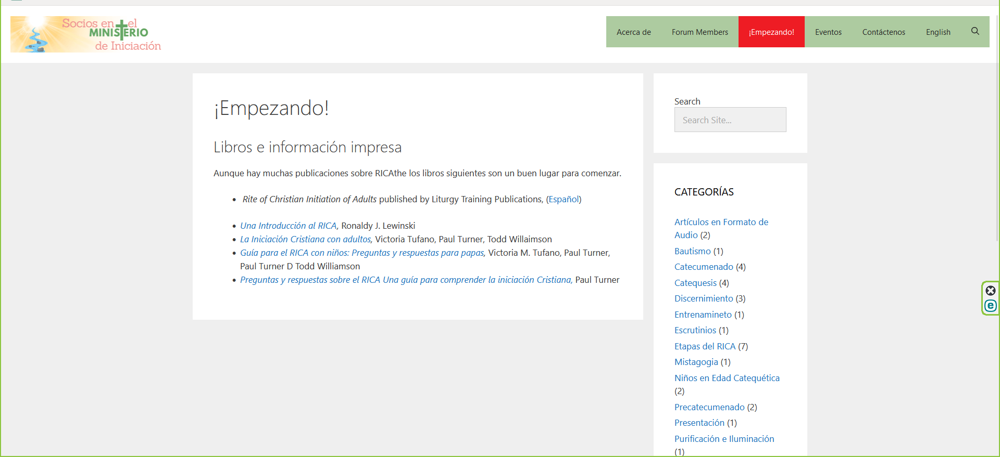 Socios en el
MINISTERIO
de Iniciación
Acerca de
Forum Members
¡Empezando!
Eventos
Contáctenos
English
¡Empezando!
Libros e información impresa
Aunque hay muchas publicaciones sobre RICAthe los libros siguientes son un buen lugar para comenzar.
• Rite of Christian Initiation of Adults published by Liturgy Training Publications, (Español)
• Una Introducción al RICA, Ronaldy J. Lewinski
• La Iniciación Cristiana con adultos, Victoria Tufano, Paul Turner, Todd Willaimson
• Guía para el RICA con niños: Preguntas y respuestas para papas, Victoria M. Tufano, Paul Turner,
Paul Turner D Todd Williamson
• Preguntas y respuestas sobre el RICA Una guía para comprender la iniciación Cristiana, Paul Turner
Search
Search Site...
CATEGORÍAS
Artículos en Formato de
Audio (2)
Bautismo (1)
Catecumenado (4)
Catequesis (4)
Discernimiento (3)
Entrenamineto (1)
Escrutinios (1)
Etapas del RICA (7)
Mistagogia (1)
Niños en Edad Catequética
(2)
Precatecumenado (2)
Presentación (1)
Purificación e Iluminación
(1)
e